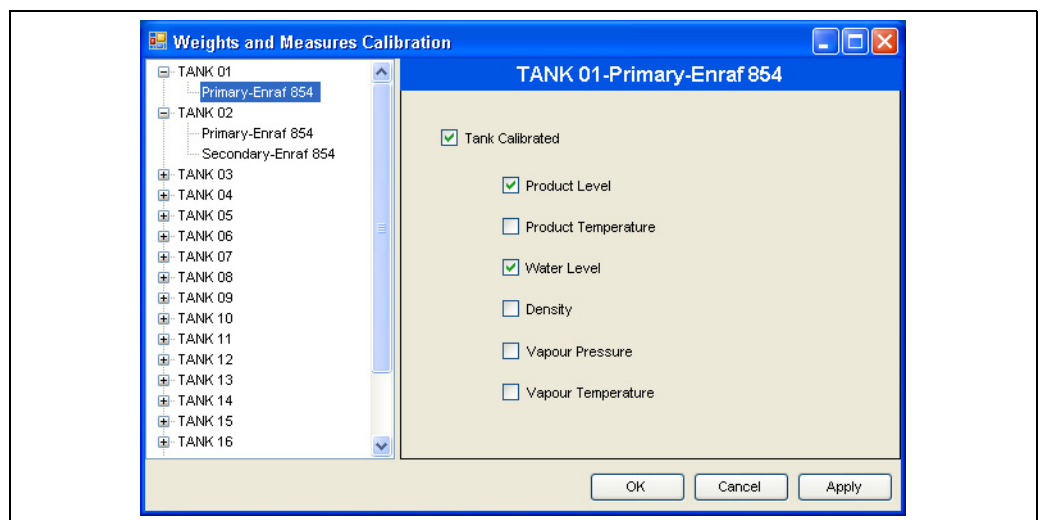 Weights and Measures Calibration
TANK 01
Primary-Enraf 854
TANK 02
Primary-Enraf 854
Secondary-Enraf 854
TANK 03
TANK 04
TANK 05
TANK 06
TANK 07
TANK 08
TANK 09
TANK 10
TANK 11
TANK 12
TANK 13
TANK 14
TANK 15
TANK 16
TANK 01-Primary-Enraf 854
Tank Calibrated
Product Level
Product Temperature
Water Level
Density
Vapour Pressure
Vapour Temperature
OK Cancel Apply